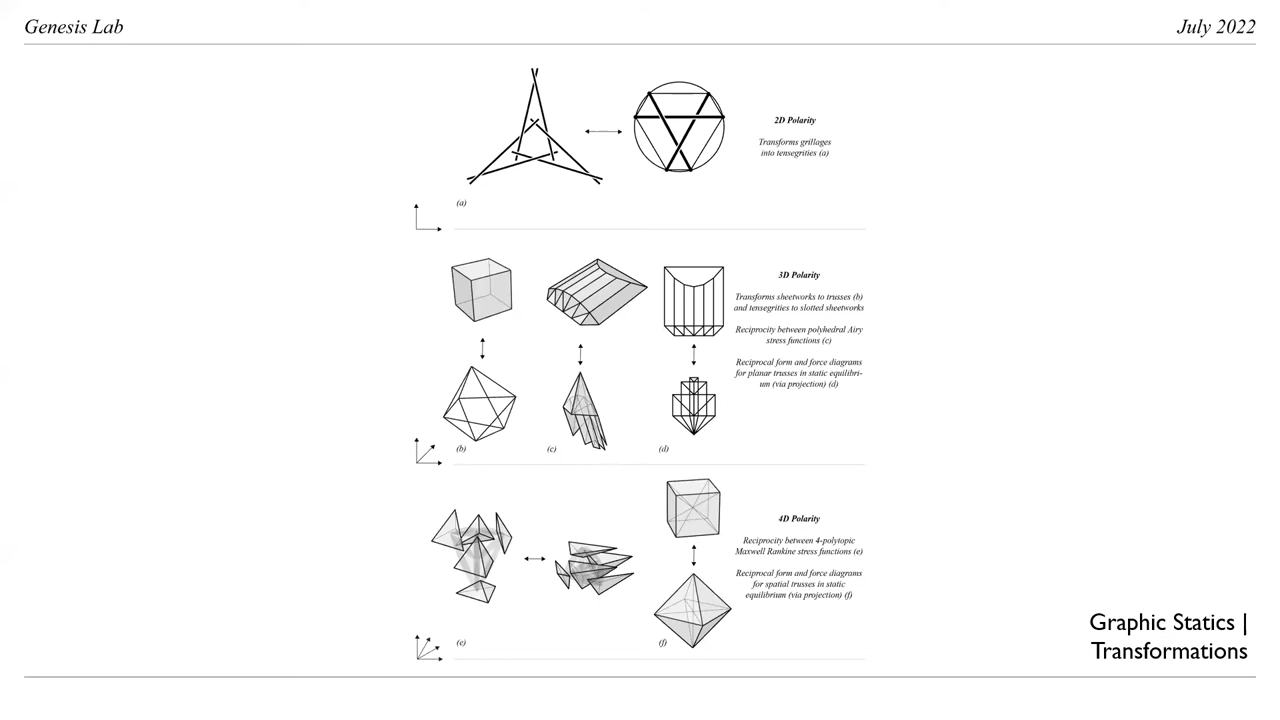 Genesis Lab
July 2022
2D Polarity
Transforms grillages
into tensegrities (a)
(a)
3D Polarity
Transforms sheetworks to trusses (b)
and tensegrities to slotted sheetworks
Reciprocity between polyhedral Airy
stress functions (c)
Reciprocal form and force diagrams
for planar trusses in static equilibri-
um (via projection) (d)
(b)
(c)
(d)
4D Polarity
Reciprocity between 4-polytopic
Maxwell Rankine stress functions (e)
Reciprocal form and force diagrams
for spatial trusses in static
equilibrium (via projection) (f)
(e)
(f)
Graphic Statics |
Transformations